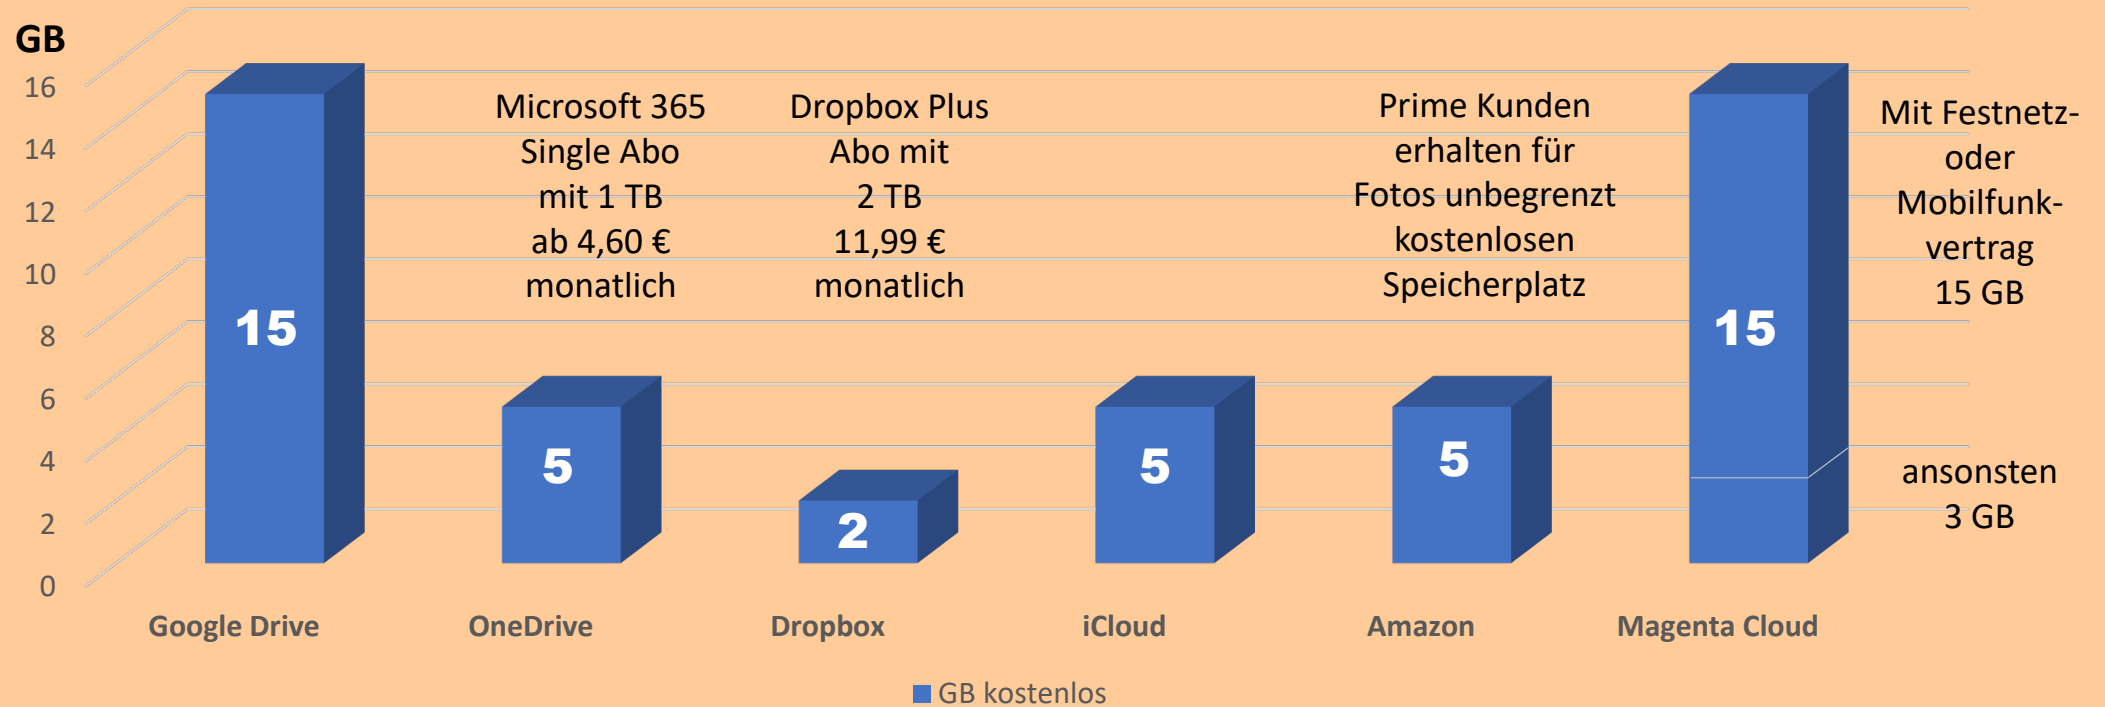 GB
16
14
12
10
8
6
4
2
0
15
Microsoft 365
Single Abo
mit 1 TB
ab 4,60 €
monatlich
5
Dropbox Plus
Abo mit
2 TB
11,99 €
monatlich
2
5
Prime Kunden
erhalten für
Fotos unbegrenzt
kostenlosen
Speicherplatz
5
15
Mit Festnetz-
oder
Mobilfunk-
vertrag
15 GB
ansonsten
3 GB
Google Drive
OneDrive
Dropbox
iCloud
Amazon
Magenta Cloud
GB kostenlos